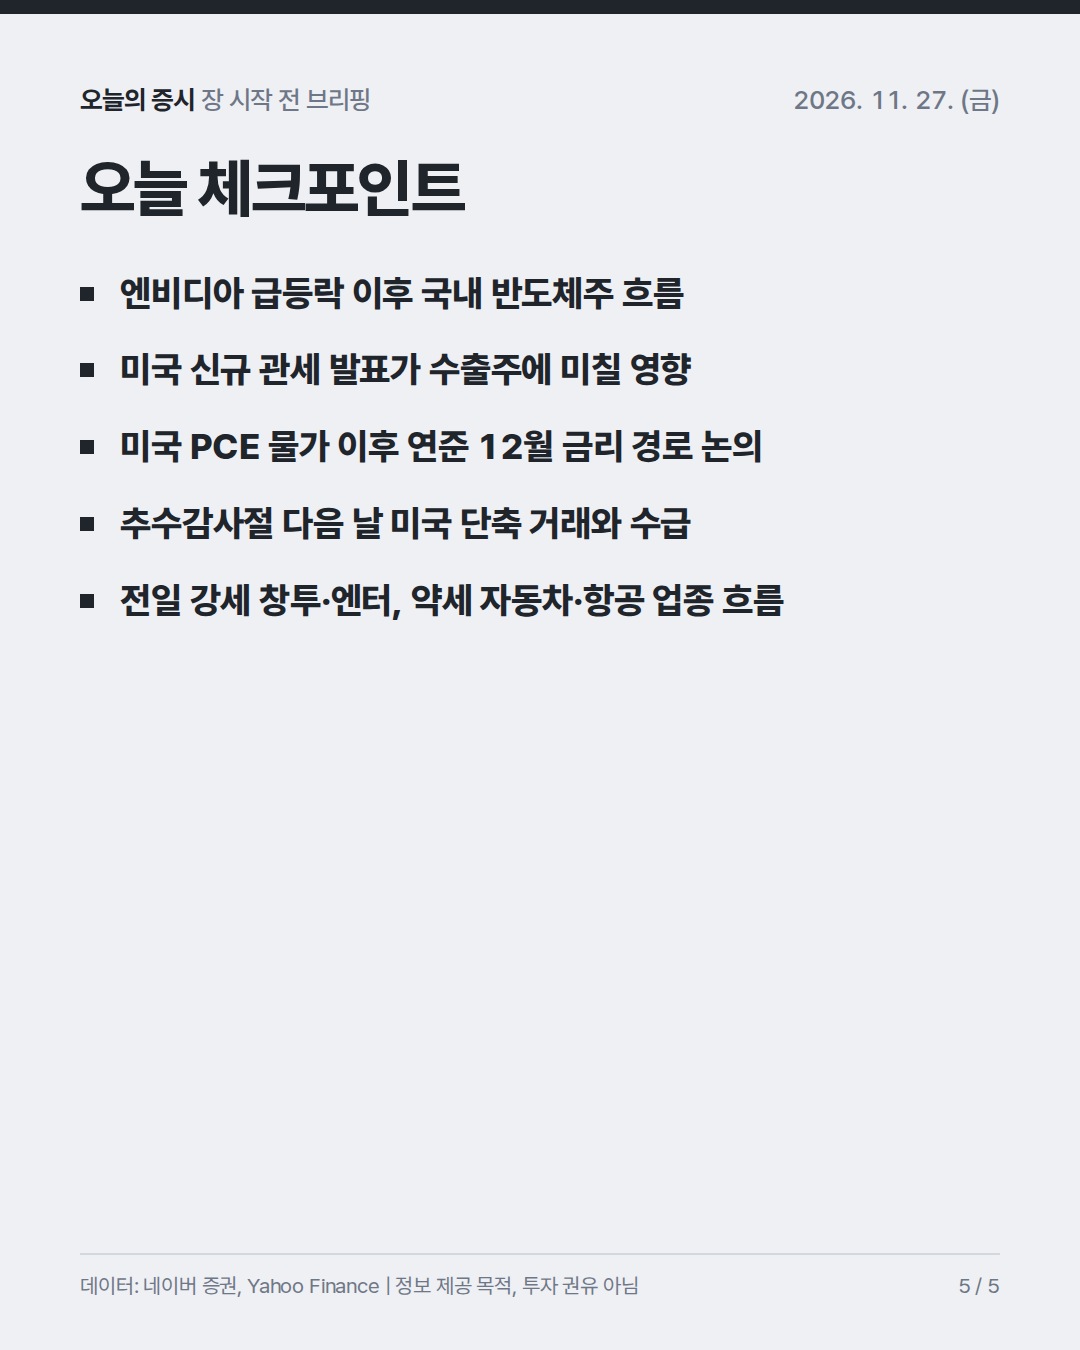 오늘의 증시 장 시작 전 브리핑 2026. 11. 27. (금)
오늘 체크포인트
■ 엔비디아 급등락 이후 국내 반도체주 흐름
■ 미국 신규 관세 발표가 수출주에 미칠 영향
■ 미국 PCE 물가 이후 연준 12월 금리 경로 논의
■ 추수감사절 다음 날 미국 단축 거래와 수급
■ 전일 강세 창투·엔터, 약세 자동차·항공 업종 흐름
데이터: 네이버 증권, Yahoo Finance | 정보 제공 목적, 투자 권유 아님 5 / 5